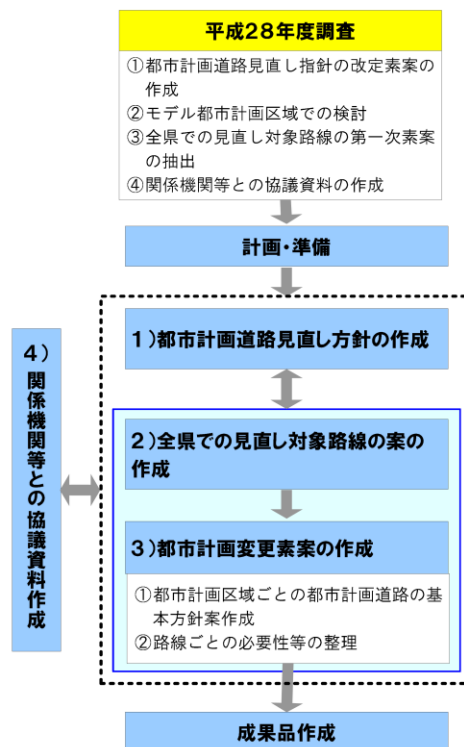 平成28年度調査
①都市計画道路見直し指針の改定素案の
作成
②モデル都市計画区域での検討
③全県での見直し対象路線の第一次素案
の抽出
④関係機関等との協議資料の作成
計画・準備
1)都市計画道路見直し方針の作成
4)関係機関等との協議資料作成
2)全県での見直し対象路線の案の
作成
3)都市計画変更素案の作成
①都市計画区域ごとの都市計画道路の基
本方針案作成
②路線ごとの必要性等の整理
成果品作成